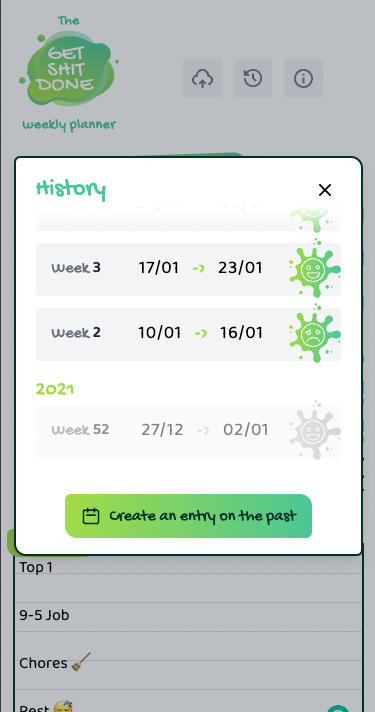 The
GET
SHIT
DONE
Weekly planner
History
Week 3 17/01 -> 23/01
Week 2 10/01 -> 16/01
2021
Week 52 27/12 -> 02/01
Create an entry on the past
Top 1
9-5 Job
Chores 🧹
Rest 😴